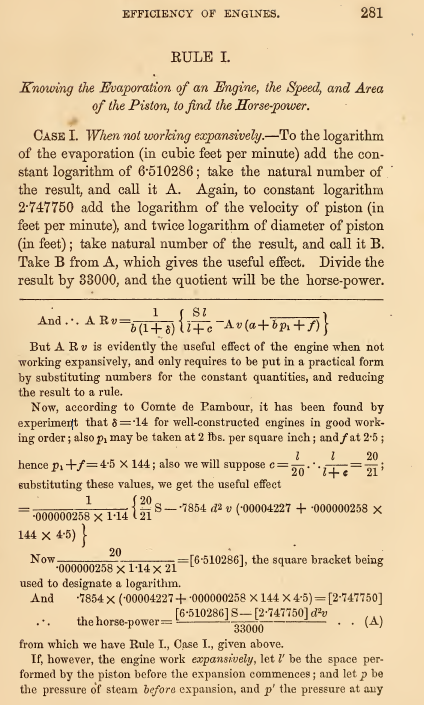 EFFICIENCY OF ENGINES. 281
RULE I.
Knowing the Evaporation of an Engine, the Speed, and Area
of the Piston, to find the Horse-power.
CASE I. When not working expansively.—To the logarithm
of the evaporation (in cubic feet per minute) add the con-
stant logarithm of 6·510286; take the natural number of
the result, and call it A. Again, to constant logarithm
2·747750 add the logarithm of the velocity of piston (in
feet per minute), and twice logarithm of diameter of piston
(in feet); take natural number of the result, and call it B.
Take B from A, which gives the useful effect. Divide the
result by 33000, and the quotient will be the horse-power.
And ∴ A R v = 1/b(1+δ) { S l/l+c − A v (a + b p₁ + f) }
But A R v is evidently the useful effect of the engine when not
working expansively, and only requires to be put in a practical form
by substituting numbers for the constant quantities, and reducing
the result to a rule.
Now, according to Comte de Pambour, it has been found by
experiment that δ=·14 for well-constructed engines in good work-
ing order; also p₁ may be taken at 2 lbs. per square inch; and f at 2·5;
hence p₁+f=4·5 × 144; also we will suppose c = l/20 ∴ l/l+c = 20/21;
substituting these values, we get the useful effect
= 1/·000000258 × 1·14 { 20/21 S − ·7854 d² v (·00004227 + ·000000258 ×
144 × 4·5) }
Now 20/·000000258 × 1·14 × 21 = [6·510286], the square bracket being
used to designate a logarithm.
And ·7854 × (·00004227 + ·000000258 × 144 × 4·5) = [2·747750]
∴ the horse-power = [6·510286] S − [2·747750] d²v/33000 . . (A)
from which we have Rule I., Case I., given above.
If, however, the engine work expansively, let l′ be the space per-
formed by the piston before the expansion commences; and let p be
the pressure of steam before expansion, and p′ the pressure at any